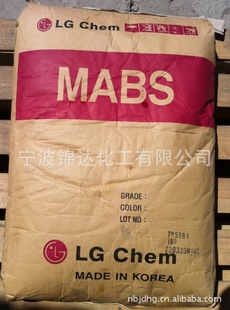 LG Chem
MABS
宁波锦达化工有限公司
GRADE :
COLOR :
LOT NO :
INP
LG Chem
MADE IN KOREA
nbjdhg.cn.alibaba.com